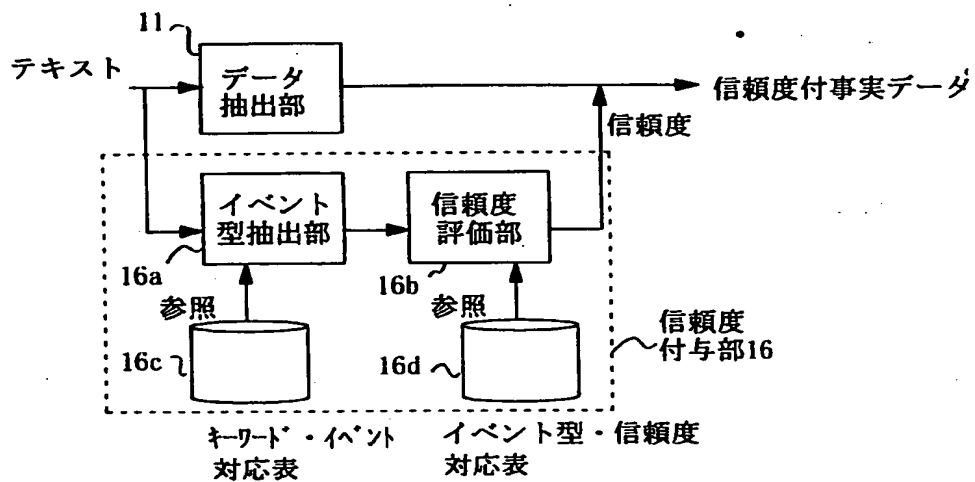 11
テキスト
データ
抽出部
信頼度付事実データ
信頼度
イベント
型抽出部
信頼度
評価部
16a
16b
参照
参照
16c
16d
信頼度
付与部16
ｷｰﾜｰﾄﾞ・ｲﾍﾞﾝﾄ
対応表
イベント型・信頼度
対応表